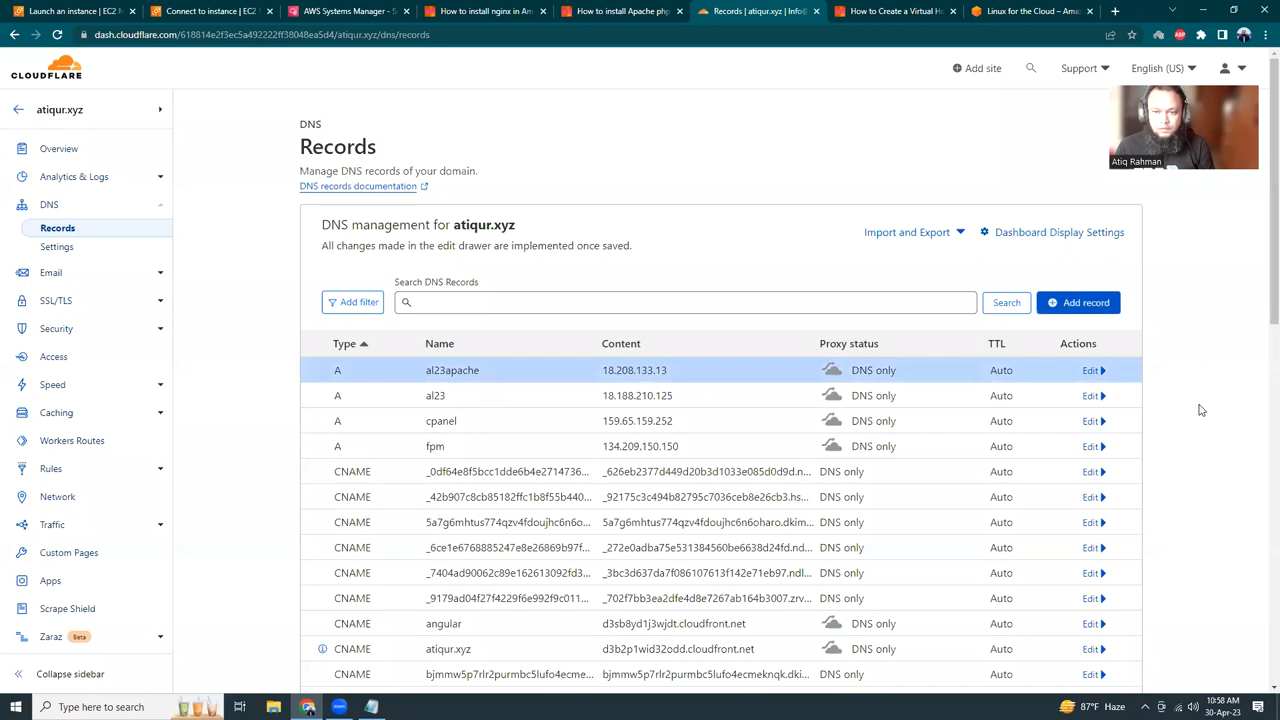 Launch an instance | EC2 M
Connect to instance | EC2
AWS Systems Manager - S
How to install nginx in Am
How to install Apache php
Records | atiqur.xyz | Info@
How to Create a Virtual Ho
Linux for the Cloud – Amaz
dash.cloudflare.com/618814e2f3ec5a492222ff38048ea5d4/atiqur.xyz/dns/records
CLOUDFLARE
Add site
Support
English (US)
atiqur.xyz
Overview
Analytics & Logs
DNS
Records
Settings
Email
SSL/TLS
Security
Access
Speed
Caching
Workers Routes
Rules
Network
Traffic
Custom Pages
Apps
Scrape Shield
Zaraz Beta
Collapse sidebar
DNS
Records
Manage DNS records of your domain.
DNS records documentation
Atiq Rahman
DNS management for atiqur.xyz
All changes made in the edit drawer are implemented once saved.
Import and Export
Dashboard Display Settings
Search DNS Records
Add filter
Search
Add record
Type Name Content Proxy status TTL Actions
A al23apache 18.208.133.13 DNS only Auto Edit
A al23 18.188.210.125 DNS only Auto Edit
A cpanel 159.65.159.252 DNS only Auto Edit
A fpm 134.209.150.150 DNS only Auto Edit
CNAME _0df64e8f5bcc1dde6b4e2714736... _626eb2377d449d20b3d1033e085d0d9d.n... DNS only Auto Edit
CNAME _42b907c8cb85182ffc1b8f55b440... _92175c3c494b82795c7036ceb8e26cb3.hs... DNS only Auto Edit
CNAME 5a7g6mhtus774qzv4fdoujhc6n6o... 5a7g6mhtus774qzv4fdoujhc6n6oharo.dkim... DNS only Auto Edit
CNAME _6ce1e6768885247e8e26869b97f... _272e0adba75e531384560be6638d24fd.nd... DNS only Auto Edit
CNAME _7404ad90062c89e162613092fd3... _3bc3d637da7f086107613f142e71eb97.ndl... DNS only Auto Edit
CNAME _9179ad04f27f4229f6e992f9c011... _702f7bb3ea2dfe4d8e7267ab164b3007.zrv... DNS only Auto Edit
CNAME angular d3sb8yd1j3wjdt.cloudfront.net DNS only Auto Edit
CNAME atiqur.xyz d3b2p1wid32odd.cloudfront.net DNS only Auto Edit
CNAME bjmmw5p7rlr2purmbc5lufo4ecme... bjmmw5p7rlr2purmbc5lufo4ecmeknqk.dki... DNS only Auto Edit
Type here to search
87°F Haze
10:58 AM
30-Apr-23